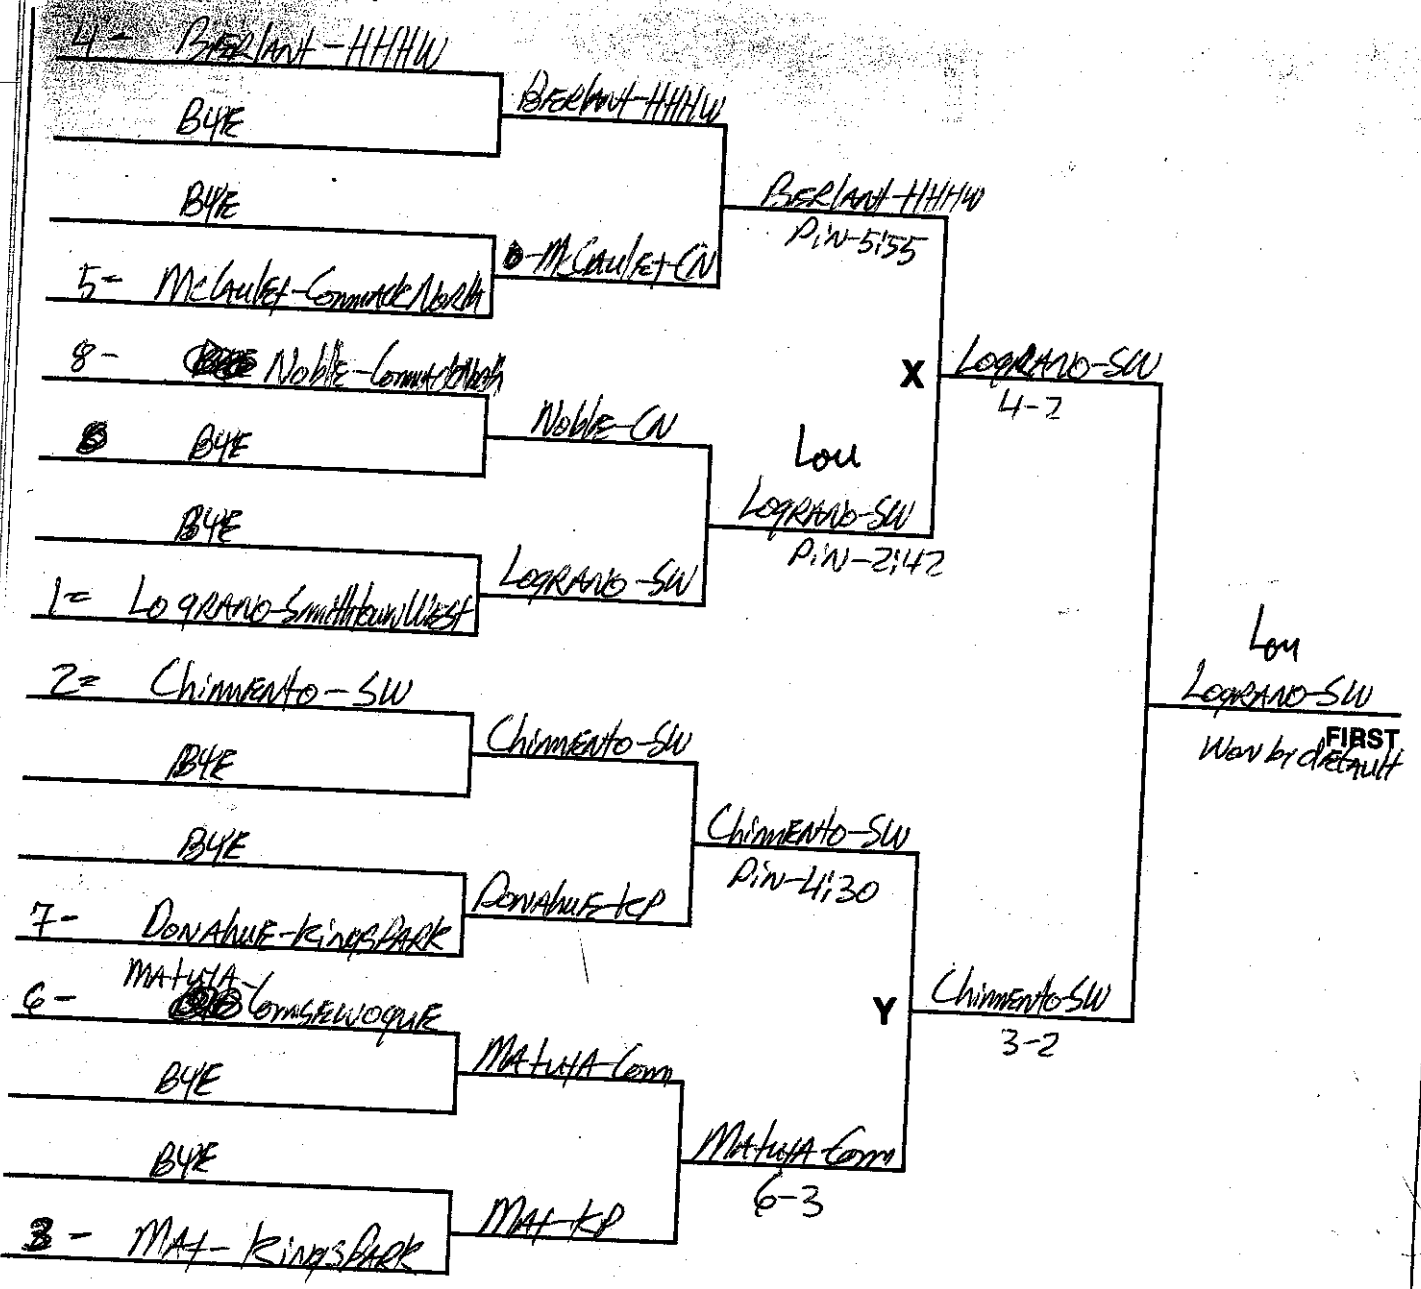 4- Berlant-HHHW
BYE
Berlant-HHHW
BYE
5- McCauley-Commack North
McCauley-CN
Berlant-HHHW
Pin-5:55
8- Noble-Commack North
BYE
Noble-CN
BYE
1= Lograno-Smithtown West
Lograno-SW
Lou
Lograno-SW
Pin-2:42
X
Lograno-SW
4-2
2= Chimento-SW
BYE
Chimento-SW
BYE
7- Donahue-Kings Park
Donahue-KP
Chimento-SW
Pin-4:30
6- Matuya-Comsewogue
BYE
Matuya-Com
BYE
3- May-Kings Park
May-KP
Matuya-Com
6-3
Y
Chimento-SW
3-2
Lou
Lograno-SW
FIRST
Won by default